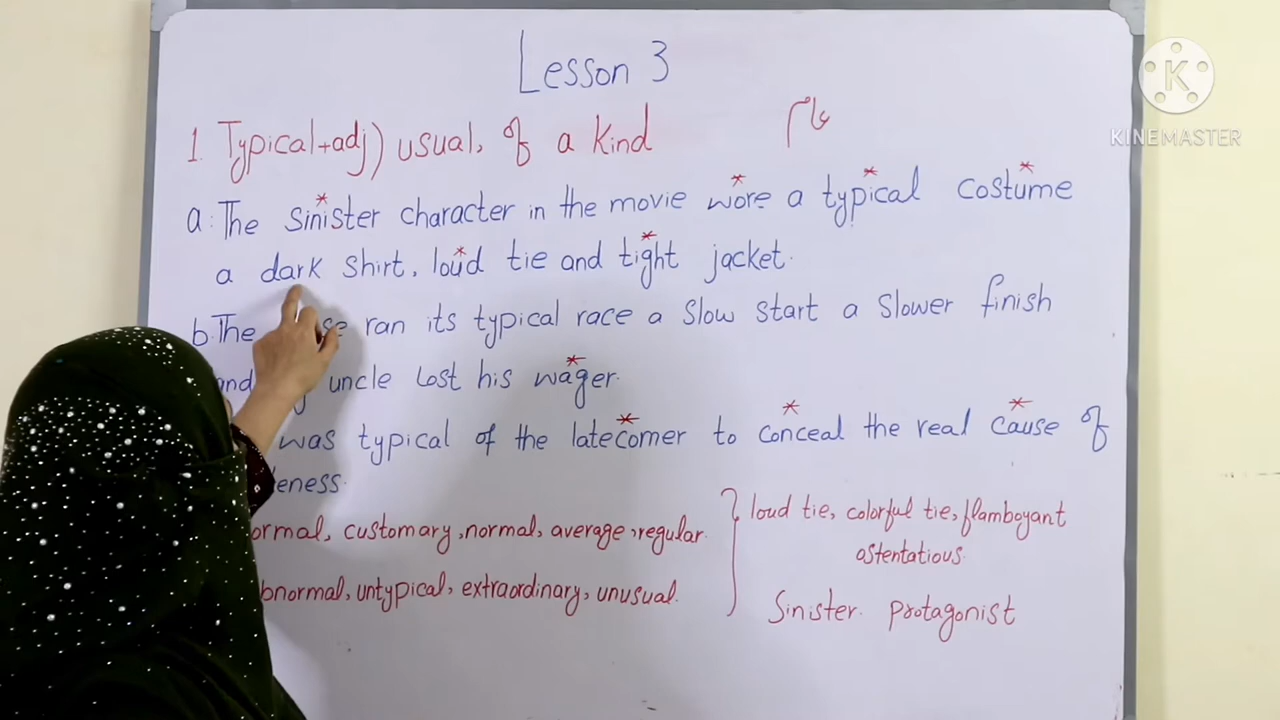 Lesson 3
1. Typical+adj) usual, of a kind
a: The sinister character in the movie wore a typical costume
a dark shirt, loud tie and tight jacket.
b. The ran its typical race a slow start a slower finish
uncle lost his wager.
was typical of the latecomer to conceal the real cause of
normal, customary, average, regular.
untypical, extraordinary, unusual.
loud tie, colorful tie, flamboyant
ostentatious.
Sinister. protagonist
K
KINEMASTER